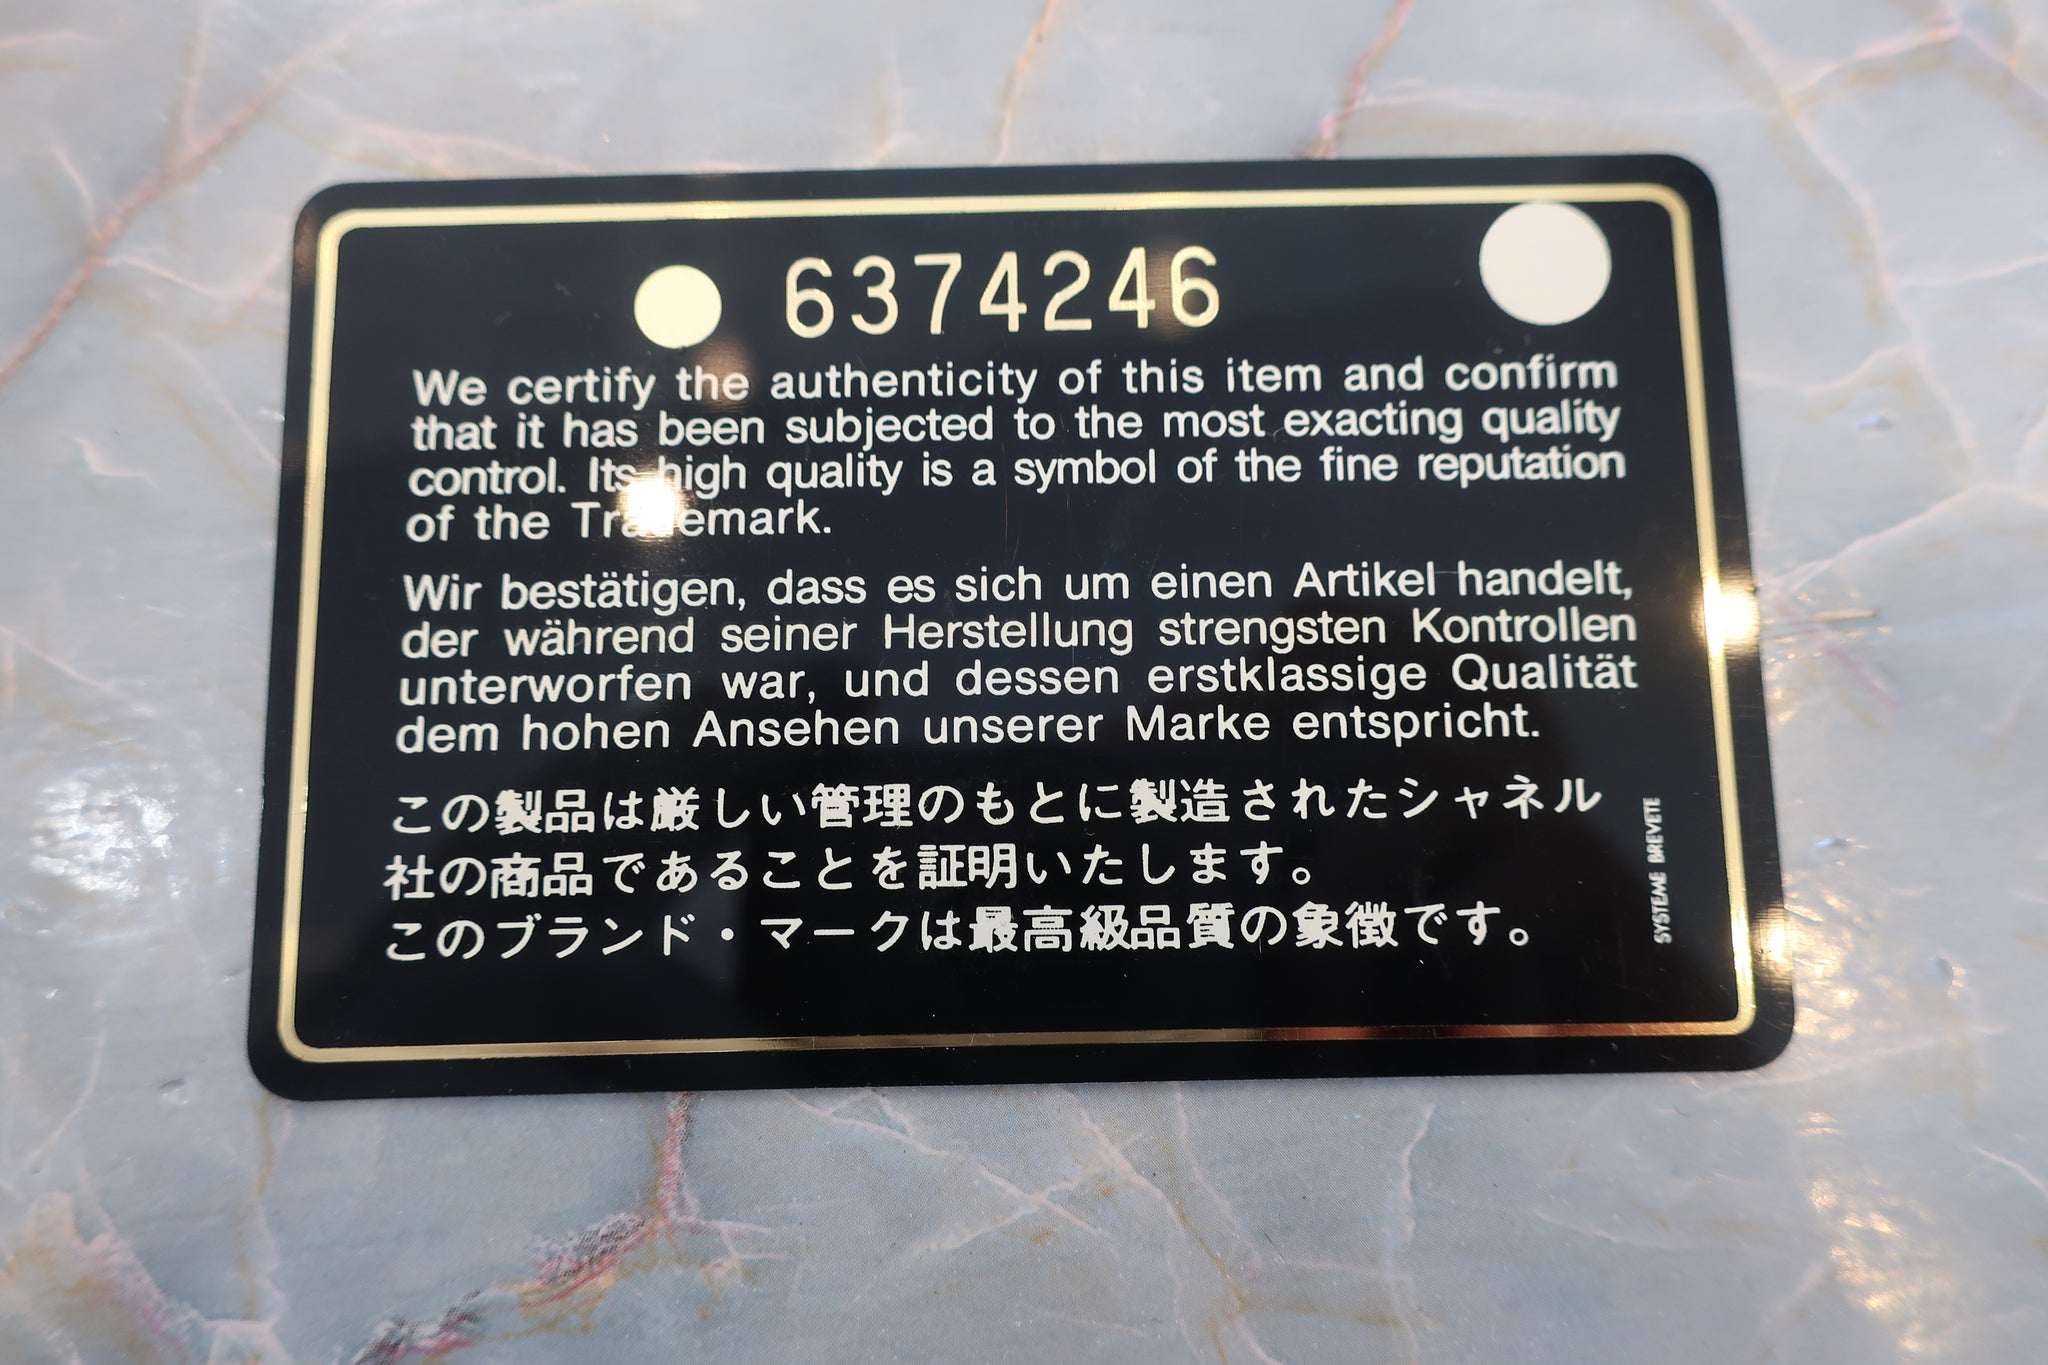 6374246
We certify the authenticity of this item and confirm
that it has been subjected to the most exacting quality
control. Its high quality is a symbol of the fine reputation
of the Trademark.
Wir bestätigen, dass es sich um einen Artikel handelt,
der während seiner Herstellung strengsten Kontrollen
unterworfen war, und dessen erstklassige Qualität
dem hohen Ansehen unserer Marke entspricht.
この製品は厳しい管理のもとに製造されたシャネル
社の商品であることを証明いたします。
このブランド・マークは最高級品質の象徴です。
SYSTEME BREVETE